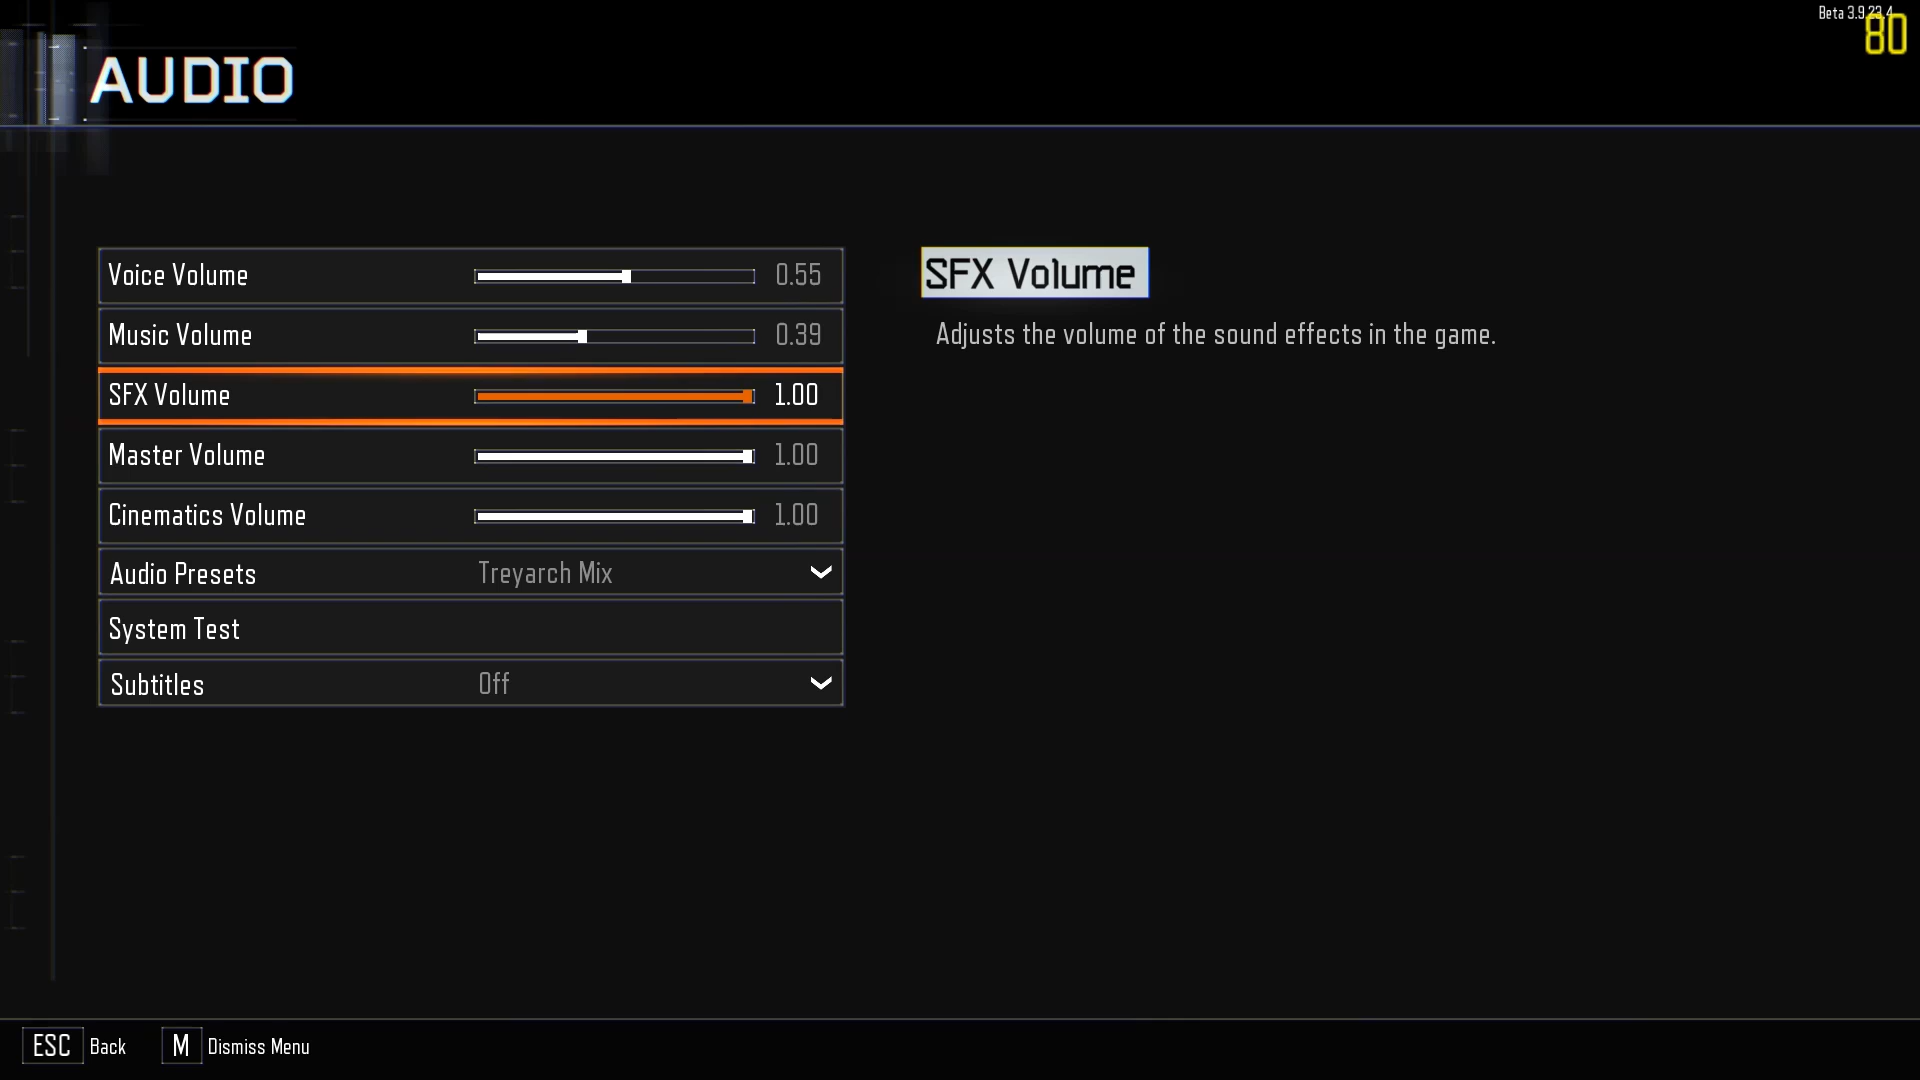 Beta 3.9.23.4
80
AUDIO
Voice Volume 0.55
Music Volume 0.39
SFX Volume 1.00
Master Volume 1.00
Cinematics Volume 1.00
Audio Presets Treyarch Mix
System Test
Subtitles Off
SFX Volume
Adjusts the volume of the sound effects in the game.
ESC Back M Dismiss Menu